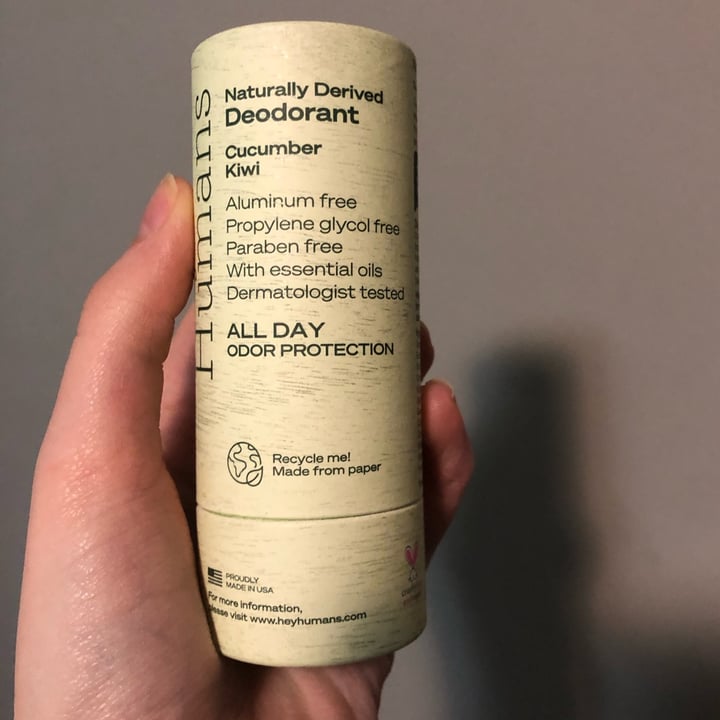 Humans
Naturally Derived
Deodorant
Cucumber
Kiwi
Aluminum free
Propylene glycol free
Paraben free
With essential oils
Dermatologist tested
ALL DAY
ODOR PROTECTION
Recycle me!
Made from paper
PROUDLY
MADE IN USA
For more information,
please visit www.heyhumans.com